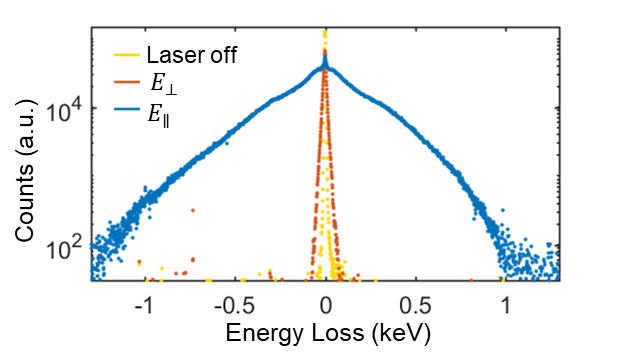 Laser off
E⊥
E∥
Counts (a.u.)
10⁴
10²
-1 -0.5 0 0.5 1
Energy Loss (keV)